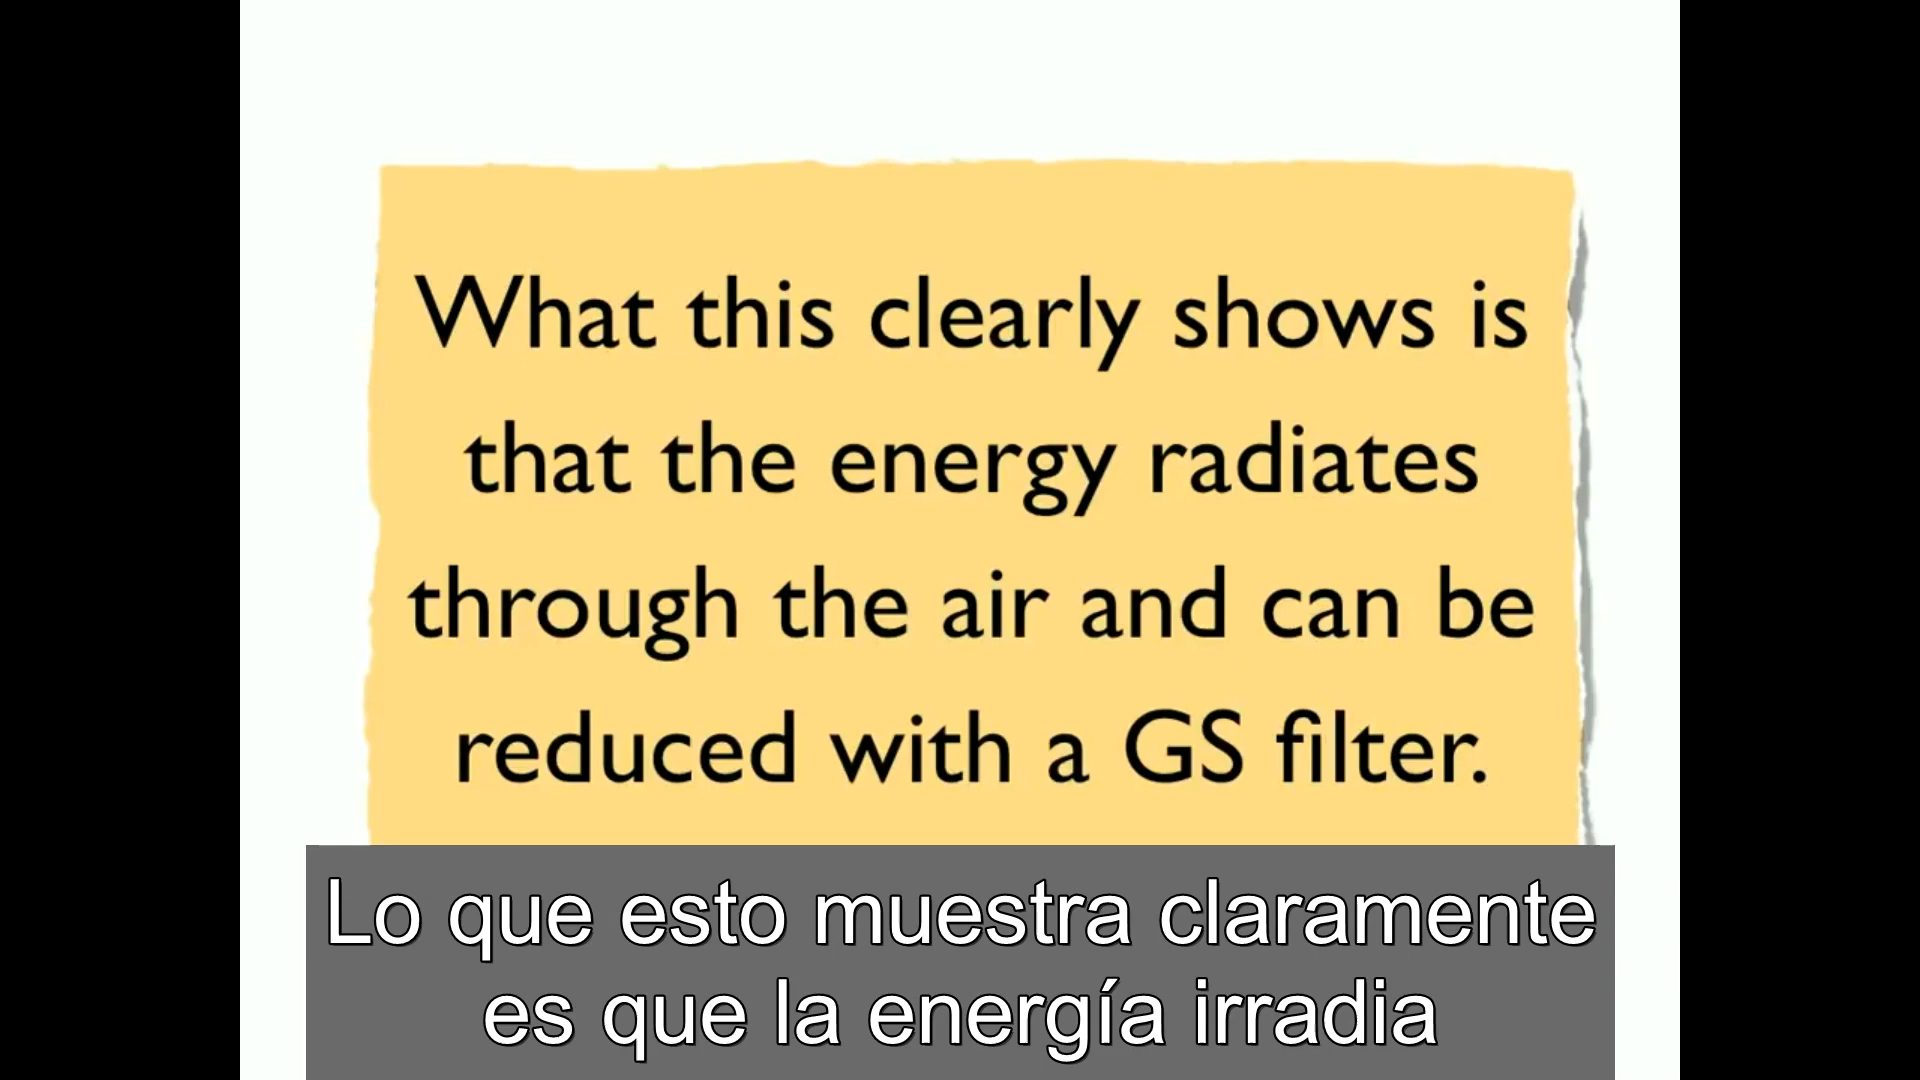 What this clearly shows is
that the energy radiates
through the air and can be
reduced with a GS filter.
Lo que esto muestra claramente
es que la energía irradia